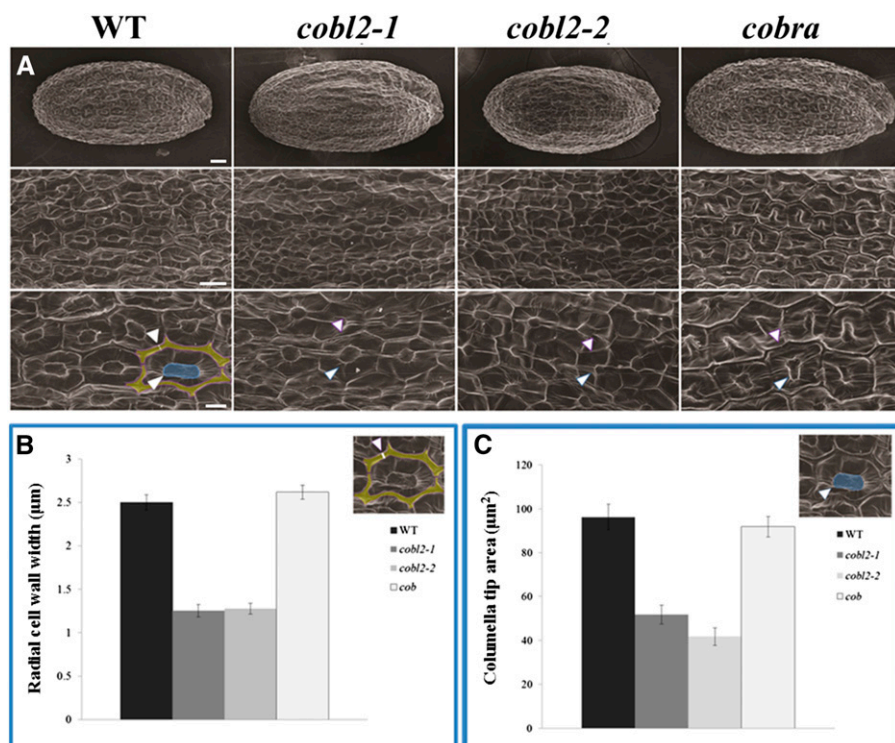 WT cobl2-1 cobl2-2 cobra
A
B
3
2.5
2
1.5
1
0.5
0
Radial cell wall width (µm)
WT
cobl2-1
cobl2-2
cob
C
120
100
80
60
40
20
0
Columella tip area (µm²)
WT
cobl2-1
cobl2-2
cob